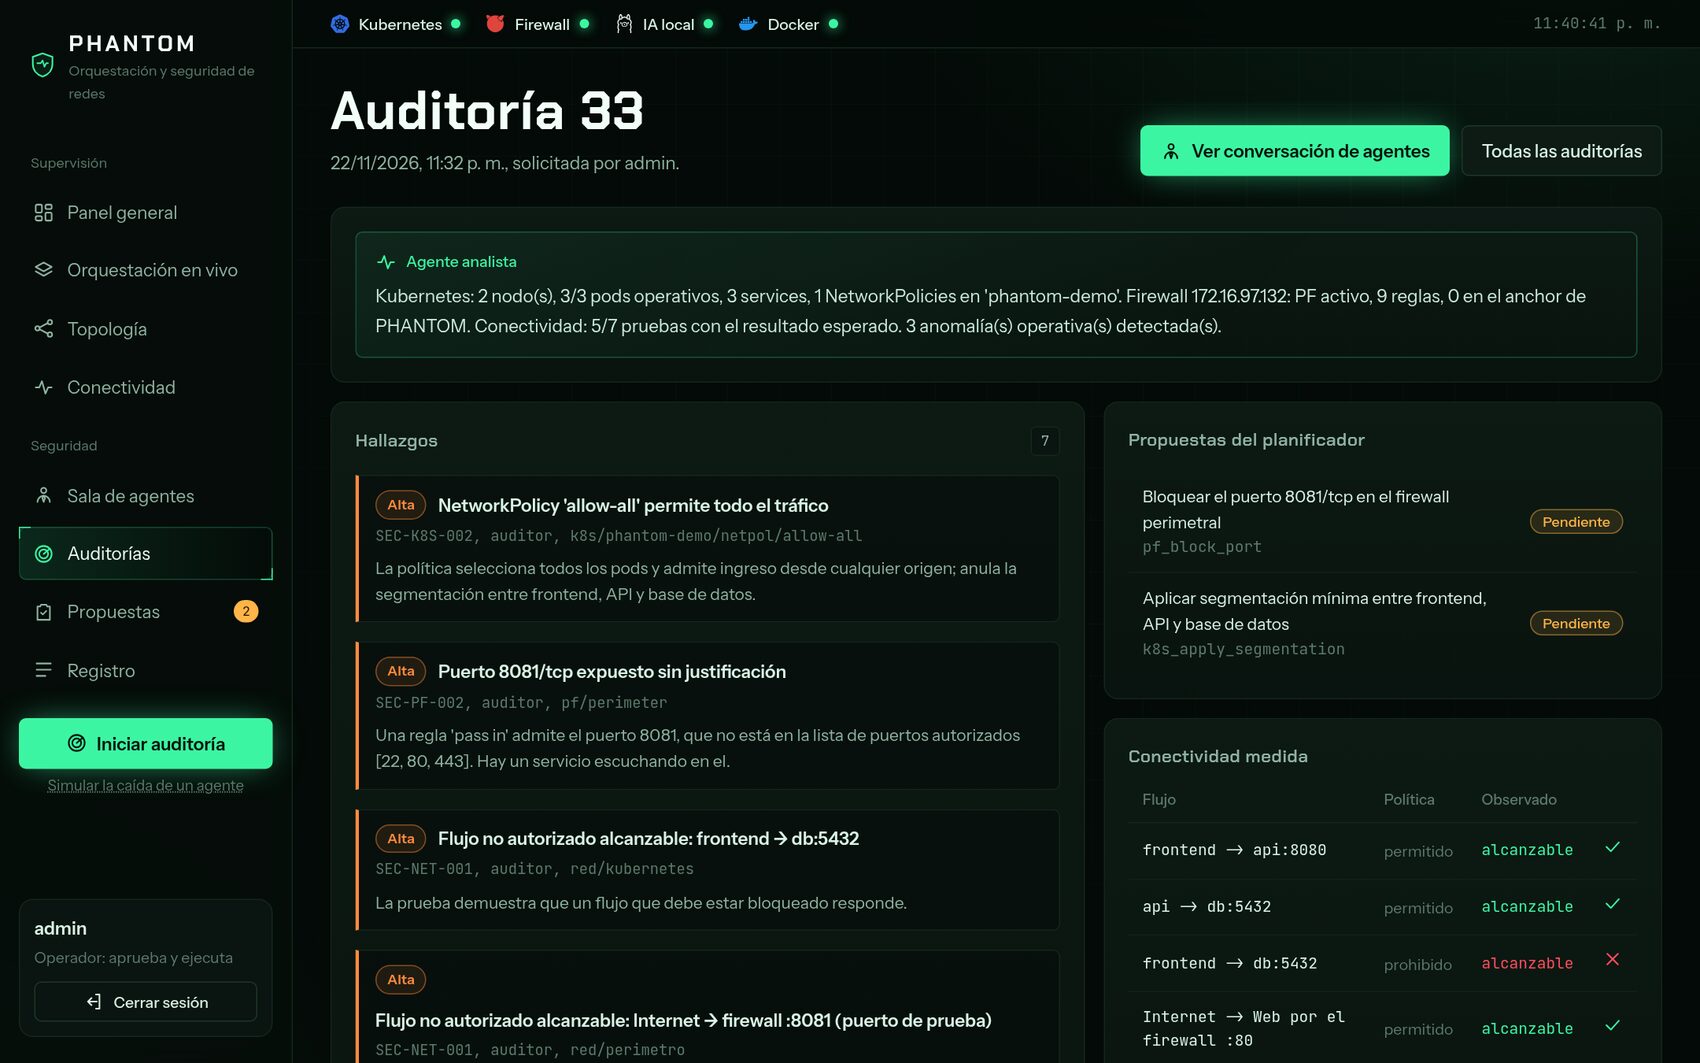 PHANTOM
Orquestación y seguridad de
redes
Supervisión
Panel general
Orquestación en vivo
Topología
Conectividad
Seguridad
Sala de agentes
Auditorías
Propuestas 2
Registro
Iniciar auditoría
Simular la caída de un agente
admin
Operador: aprueba y ejecuta
Cerrar sesión
Kubernetes Firewall IA local Docker 11:40:41 p. m.
Auditoría 33
22/11/2026, 11:32 p. m., solicitada por admin.
Ver conversación de agentes Todas las auditorías
Agente analista
Kubernetes: 2 nodo(s), 3/3 pods operativos, 3 services, 1 NetworkPolicies en 'phantom-demo'. Firewall 172.16.97.132: PF activo, 9 reglas, 0 en el anchor de
PHANTOM. Conectividad: 5/7 pruebas con el resultado esperado. 3 anomalía(s) operativa(s) detectada(s).
Hallazgos 7
Alta NetworkPolicy 'allow-all' permite todo el tráfico
SEC-K8S-002, auditor, k8s/phantom-demo/netpol/allow-all
La política selecciona todos los pods y admite ingreso desde cualquier origen; anula la
segmentación entre frontend, API y base de datos.
Alta Puerto 8081/tcp expuesto sin justificación
SEC-PF-002, auditor, pf/perimeter
Una regla 'pass in' admite el puerto 8081, que no está en la lista de puertos autorizados
[22, 80, 443]. Hay un servicio escuchando en el.
Alta Flujo no autorizado alcanzable: frontend → db:5432
SEC-NET-001, auditor, red/kubernetes
La prueba demuestra que un flujo que debe estar bloqueado responde.
Alta
Flujo no autorizado alcanzable: Internet → firewall :8081 (puerto de prueba)
SEC-NET-001, auditor, red/perimetro
Propuestas del planificador
Bloquear el puerto 8081/tcp en el firewall
perimetral
pf_block_port
Pendiente
Aplicar segmentación mínima entre frontend,
API y base de datos
k8s_apply_segmentation
Pendiente
Conectividad medida
Flujo Política Observado
frontend → api:8080 permitido alcanzable
api → db:5432 permitido alcanzable
frontend → db:5432 prohibido alcanzable
Internet → Web por el
firewall :80 permitido alcanzable